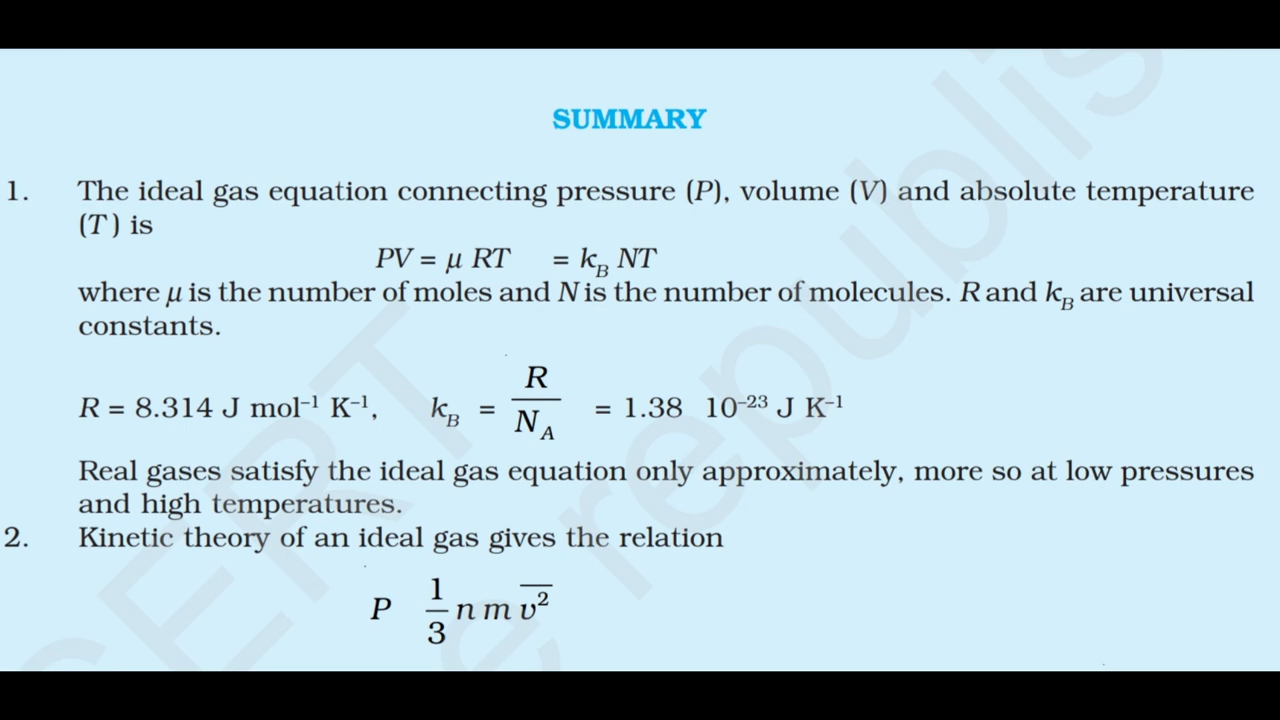 SUMMARY
1. The ideal gas equation connecting pressure (P), volume (V) and absolute temperature
(T) is
PV = μ RT = k_B NT
where μ is the number of moles and N is the number of molecules. R and k_B are universal
constants.
R = 8.314 J mol⁻¹ K⁻¹, k_B = R/N_A = 1.38 10⁻²³ J K⁻¹
Real gases satisfy the ideal gas equation only approximately, more so at low pressures
and high temperatures.
2. Kinetic theory of an ideal gas gives the relation
P 1/3 n m v̅²